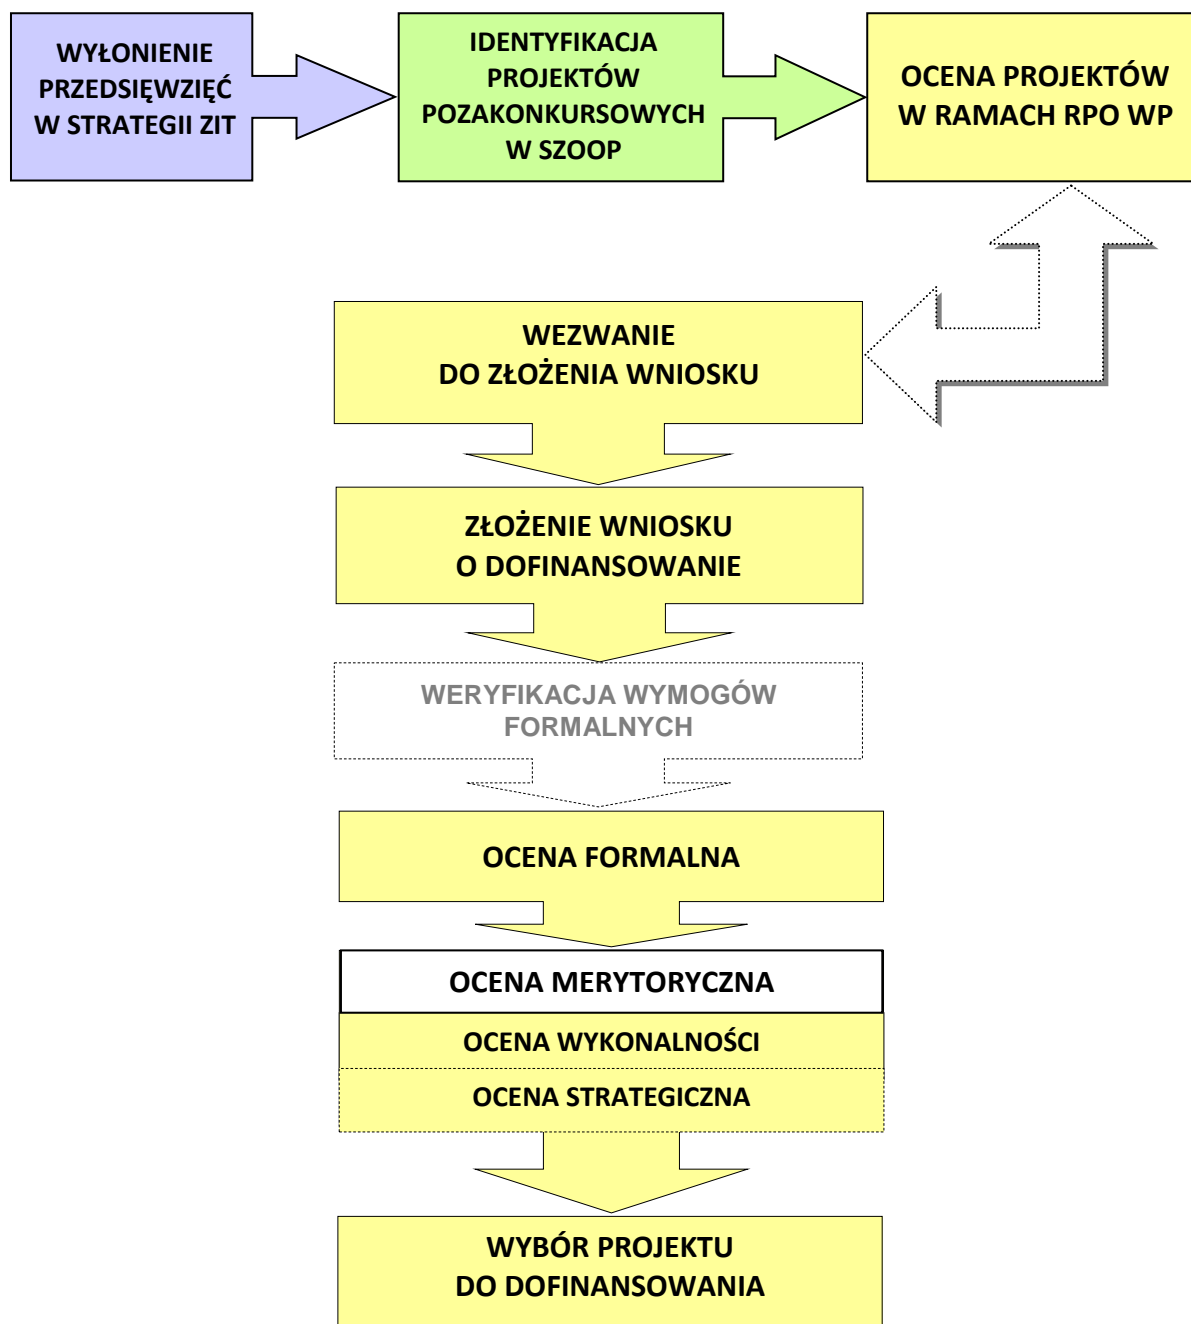 WYŁONIENIE
PRZEDSIĘWZIĘĆ
W STRATEGII ZIT
IDENTYFIKACJA
PROJEKTÓW
POZAKONKURSOWYCH
W SZOOP
OCENA PROJEKTÓW
W RAMACH RPO WP
WEZWANIE
DO ZŁOŻENIA WNIOSKU
ZŁOŻENIE WNIOSKU
O DOFINANSOWANIE
WERYFIKACJA WYMOGÓW
FORMALNYCH
OCENA FORMALNA
OCENA MERYTORYCZNA
OCENA WYKONALNOŚCI
OCENA STRATEGICZNA
WYBÓR PROJEKTU
DO DOFINANSOWANIA